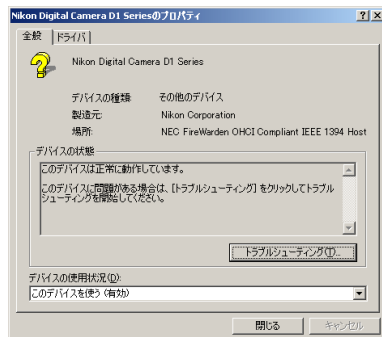 Nikon Digital Camera D1 Seriesのプロパティ
全般 ドライバ
Nikon Digital Camera D1 Series
デバイスの種類: その他のデバイス
製造元: Nikon Corporation
場所: NEC FireWarden OHCI Compliant IEEE 1394 Host
デバイスの状態
このデバイスは正常に動作しています。
このデバイスに問題がある場合は、[トラブルシューティング] をクリックしてトラブル
シューティングを開始してください。
トラブルシューティング(T)...
デバイスの使用状況(D):
このデバイスを使う (有効)
閉じる キャンセル